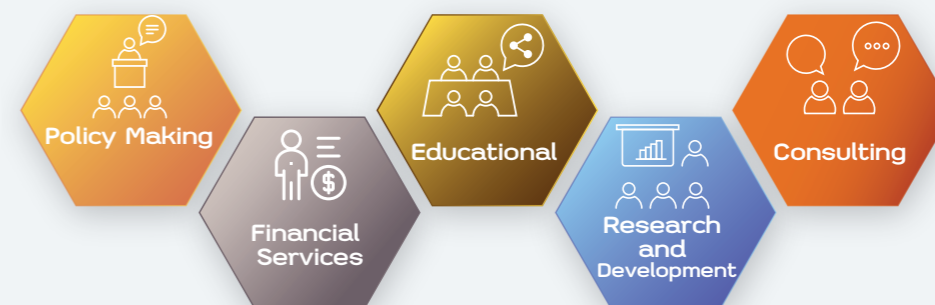 Policy Making
Financial
Services
Educational
Research
and
Development
Consulting